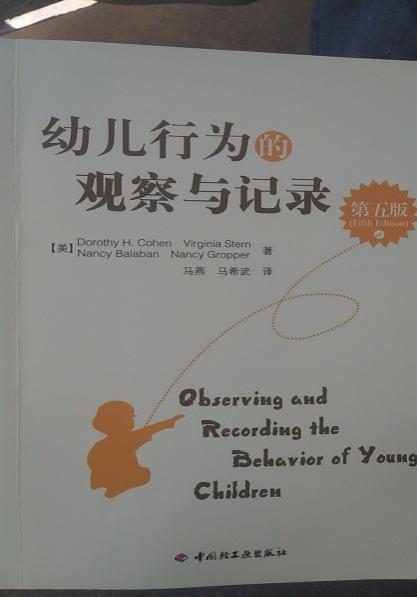 幼儿行为的
观察与记录
第五版
(Fifth Edition)
【美】Dorothy H. Cohen Virginia Stern
Nancy Balaban Nancy Gropper 著
马燕 马希武 译
Observing and
Recording the
Behavior of Young
Children
中国轻工业出版社